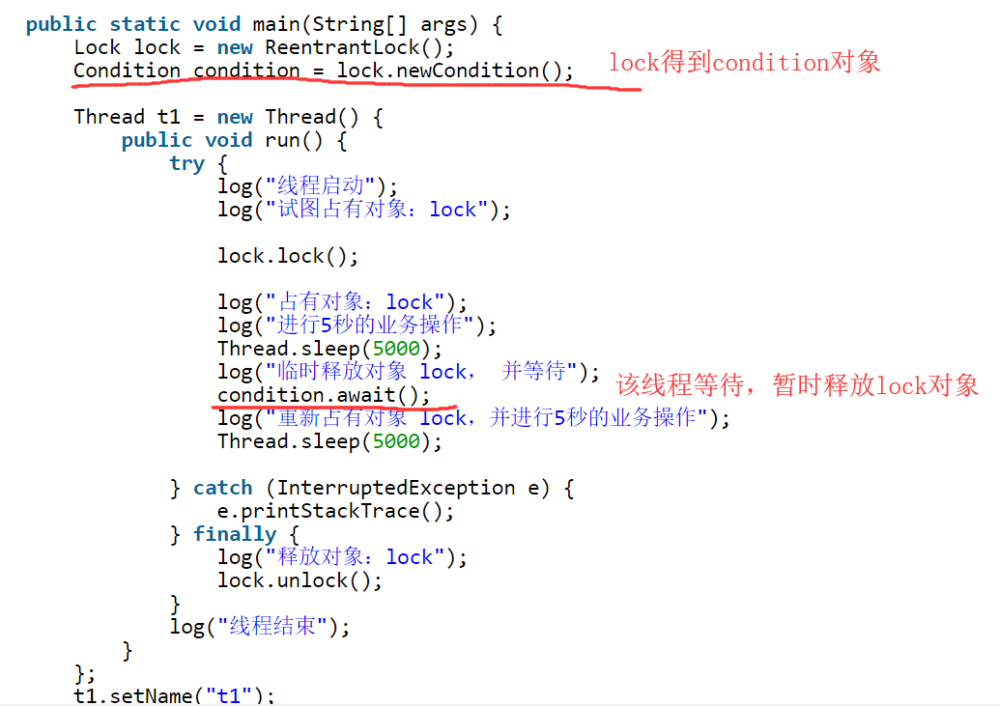 public static void main(String[] args) {
Lock lock = new ReentrantLock();
Condition condition = lock.newCondition();
lock得到condition对象
Thread t1 = new Thread() {
public void run() {
try {
log("线程启动");
log("试图占有对象：lock");
lock.lock();
log("占有对象：lock");
log("进行5秒的业务操作");
Thread.sleep(5000);
log("临时释放对象 lock， 并等待");
condition.await();
该线程等待，暂时释放lock对象
log("重新占有对象 lock，并进行5秒的业务操作");
Thread.sleep(5000);
} catch (InterruptedException e) {
e.printStackTrace();
} finally {
log("释放对象：lock");
lock.unlock();
}
log("线程结束");
}
};
t1.setName("t1");